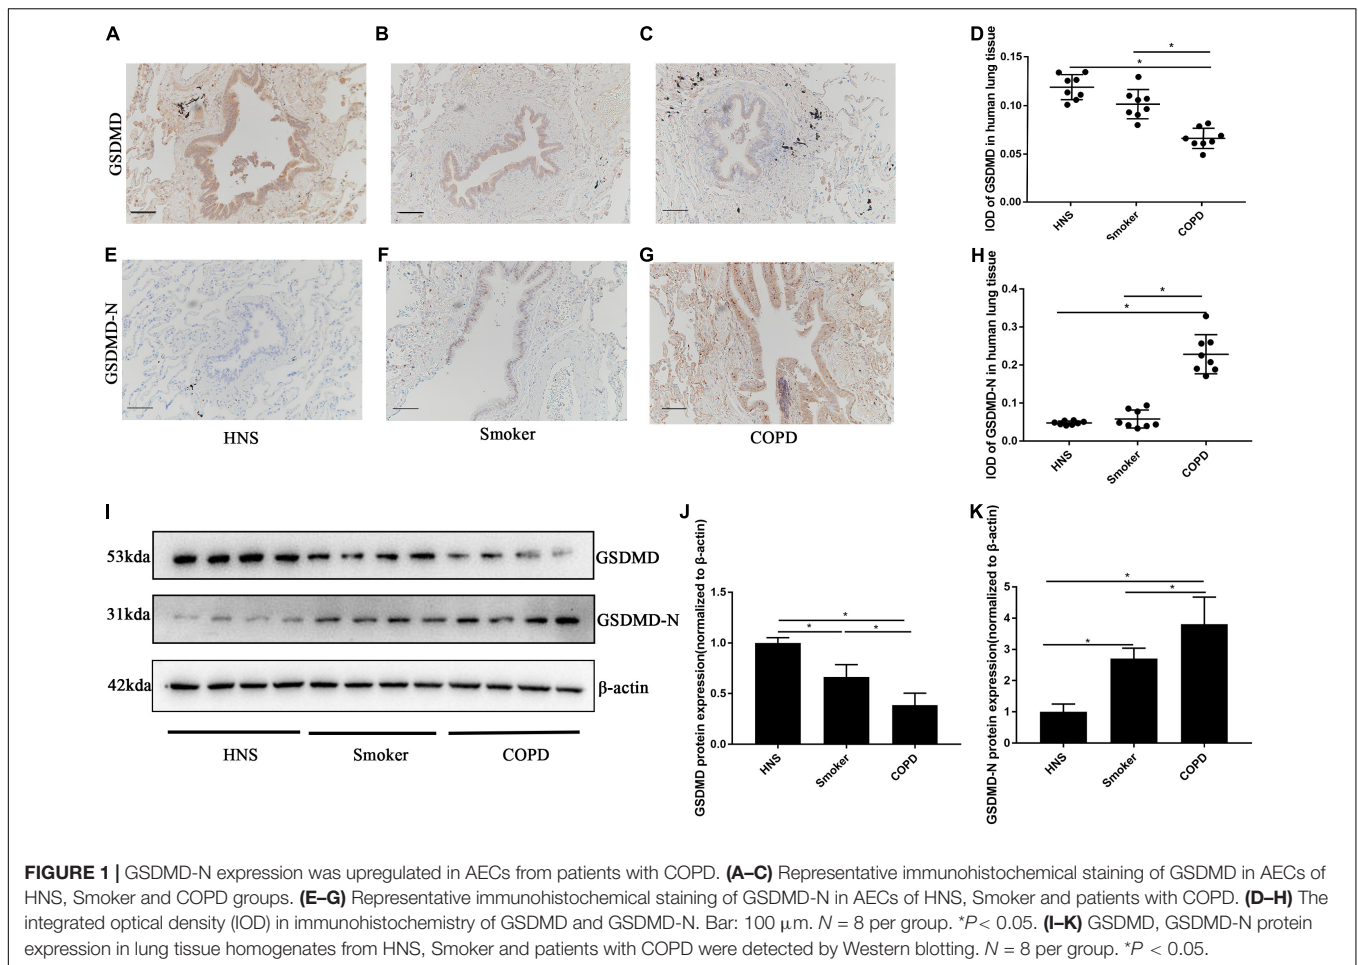 A
B
C
D
GSDMD
IOD of GSDMD in human lung tissue
0.15
0.10
0.05
0.00
*
*
HNS
Smoker
COPD
E
F
G
H
GSDMD-N
HNS
Smoker
COPD
IOD of GSDMD-N in human lung tissue
0.4
0.3
0.2
0.1
0.0
*
*
HNS
Smoker
COPD
I
53kda
GSDMD
31kda
GSDMD-N
42kda
β-actin
HNS
Smoker
COPD
J
GSDMD protein expression(normalized to β-actin)
1.5
1.0
0.5
0.0
*
*
*
HNS
Smoker
COPD
K
GSDMD-N protein expression(normalized to β-actin)
5
4
3
2
1
0
*
*
*
HNS
Smoker
COPD
FIGURE 1 | GSDMD-N expression was upregulated in AECs from patients with COPD. (A–C) Representative immunohistochemical staining of GSDMD in AECs of
HNS, Smoker and COPD groups. (E–G) Representative immunohistochemical staining of GSDMD-N in AECs of HNS, Smoker and patients with COPD. (D–H) The
integrated optical density (IOD) in immunohistochemistry of GSDMD and GSDMD-N. Bar: 100 μm. N = 8 per group. *P< 0.05. (I–K) GSDMD, GSDMD-N protein
expression in lung tissue homogenates from HNS, Smoker and patients with COPD were detected by Western blotting. N = 8 per group. *P < 0.05.